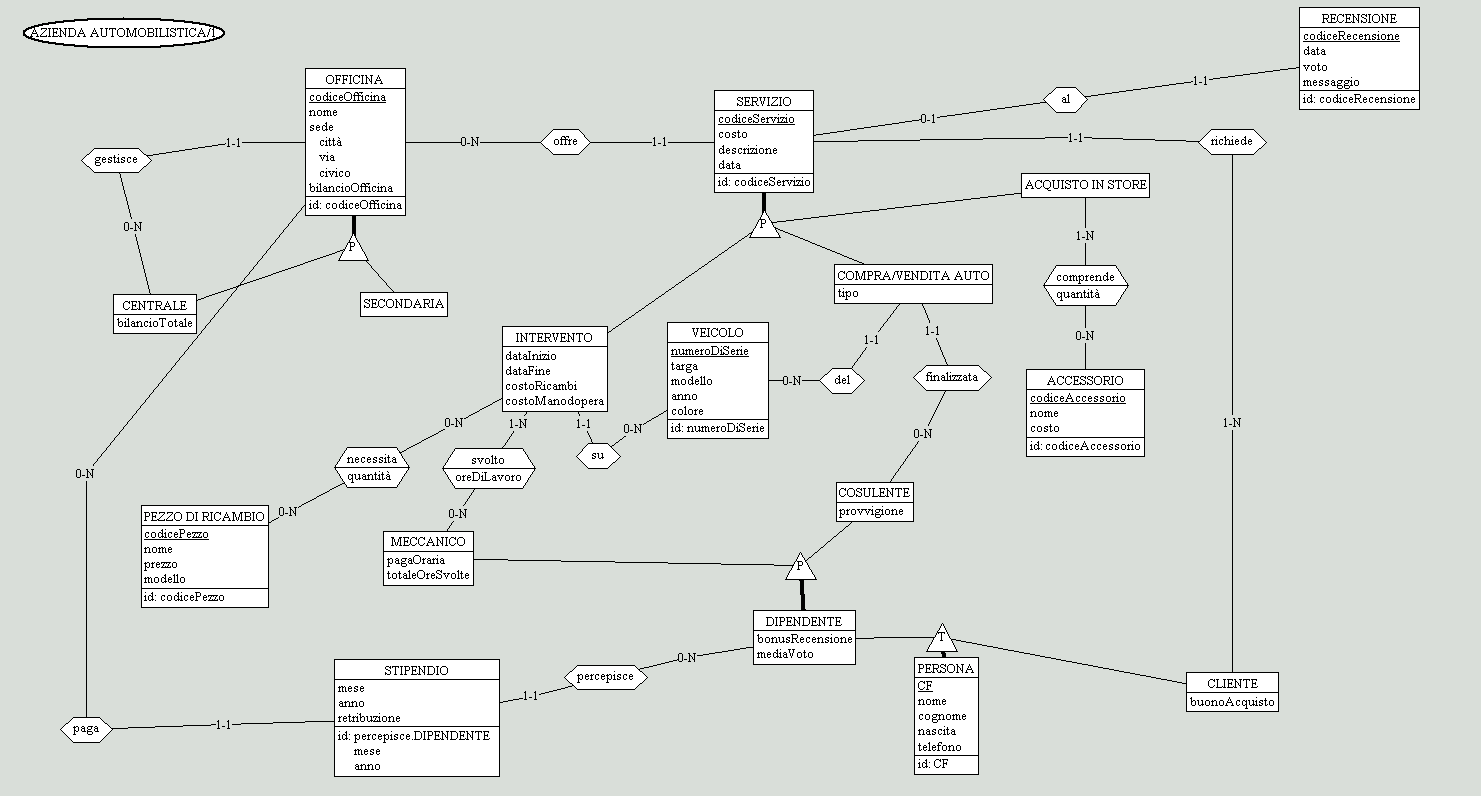 AZIENDA AUTOMOBILISTICA/1
RECENSIONE
codiceRecensione
data
voto
messaggio
id: codiceRecensione
OFFICINA
codiceOfficina
nome
sede
città
via
civico
bilancioOfficina
id: codiceOfficina
SERVIZIO
codiceServizio
costo
descrizione
data
id: codiceServizio
al
0-1
1-1
gestisce
1-1
0-N
0-N
offre
1-1
1-1
richiede
1-N
P
P
ACQUISTO IN STORE
1-N
comprende
quantità
0-N
CENTRALE
bilancioTotale
SECONDARIA
COMPRA/VENDITA AUTO
tipo
INTERVENTO
dataInizio
dataFine
costoRicambi
costoManodopera
VEICOLO
numeroDiSerie
targa
modello
anno
colore
id: numeroDiSerie
1-1
1-1
0-N
del
finalizzata
0-N
ACCESSORIO
codiceAccessorio
nome
costo
id: codiceAccessorio
0-N
1-N
1-1
0-N
su
necessita
quantità
svolto
oreDiLavoro
0-N
0-N
0-N
PEZZO DI RICAMBIO
codicePezzo
nome
prezzo
modello
id: codicePezzo
MECCANICO
pagaOraria
totaleOreSvolte
COSULENTE
provvigione
P
DIPENDENTE
bonusRecensione
mediaVoto
T
PERSONA
CF
nome
cognome
nascita
telefono
id: CF
CLIENTE
buonoAcquisto
STIPENDIO
mese
anno
retribuzione
id: percepisce.DIPENDENTE
mese
anno
percepisce
0-N
1-1
paga
1-1